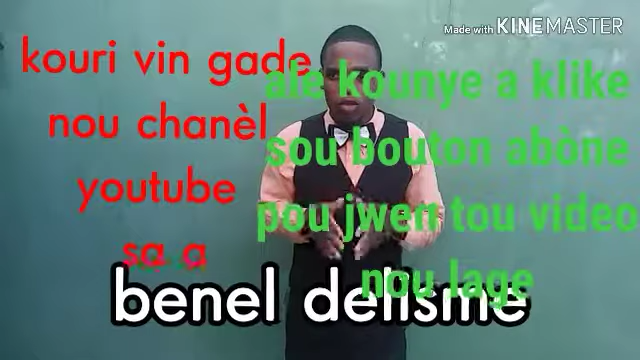 Made with KINEMASTER
kouri vin gade
nou chanèl
youtube
sa a
ale kounye a klike
sou bouton abòne
pou jwen tou video
nou lage
benel delisme